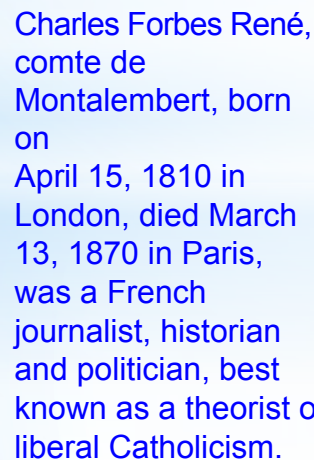 Charles Forbes René,
comte de
Montalembert, born
on
April 15, 1810 in
London, died March
13, 1870 in Paris,
was a French
journalist, historian
and politician, best
known as a theorist o
liberal Catholicism.